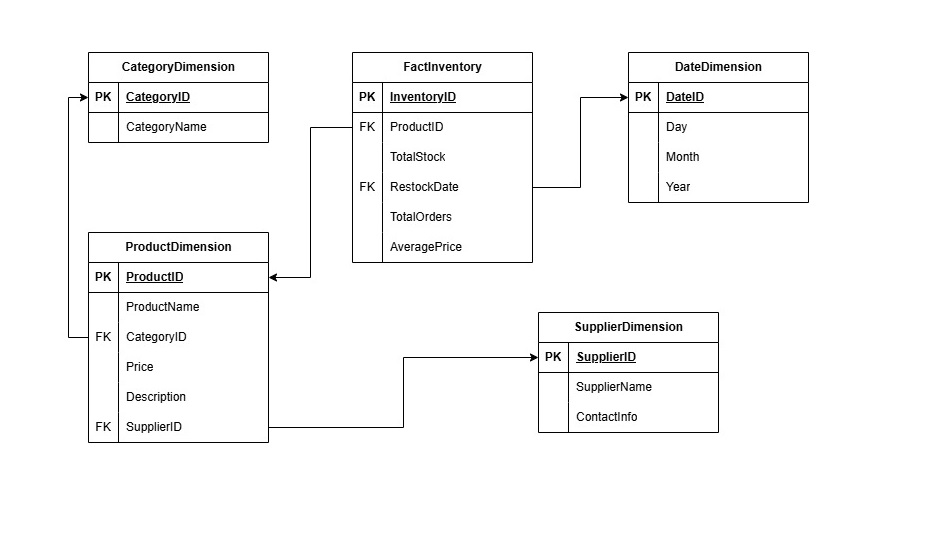 CategoryDimension
PK CategoryID
CategoryName
FactInventory
PK InventoryID
FK ProductID
TotalStock
FK RestockDate
TotalOrders
AveragePrice
DateDimension
PK DateID
Day
Month
Year
ProductDimension
PK ProductID
ProductName
FK CategoryID
Price
Description
FK SupplierID
SupplierDimension
PK SupplierID
SupplierName
ContactInfo